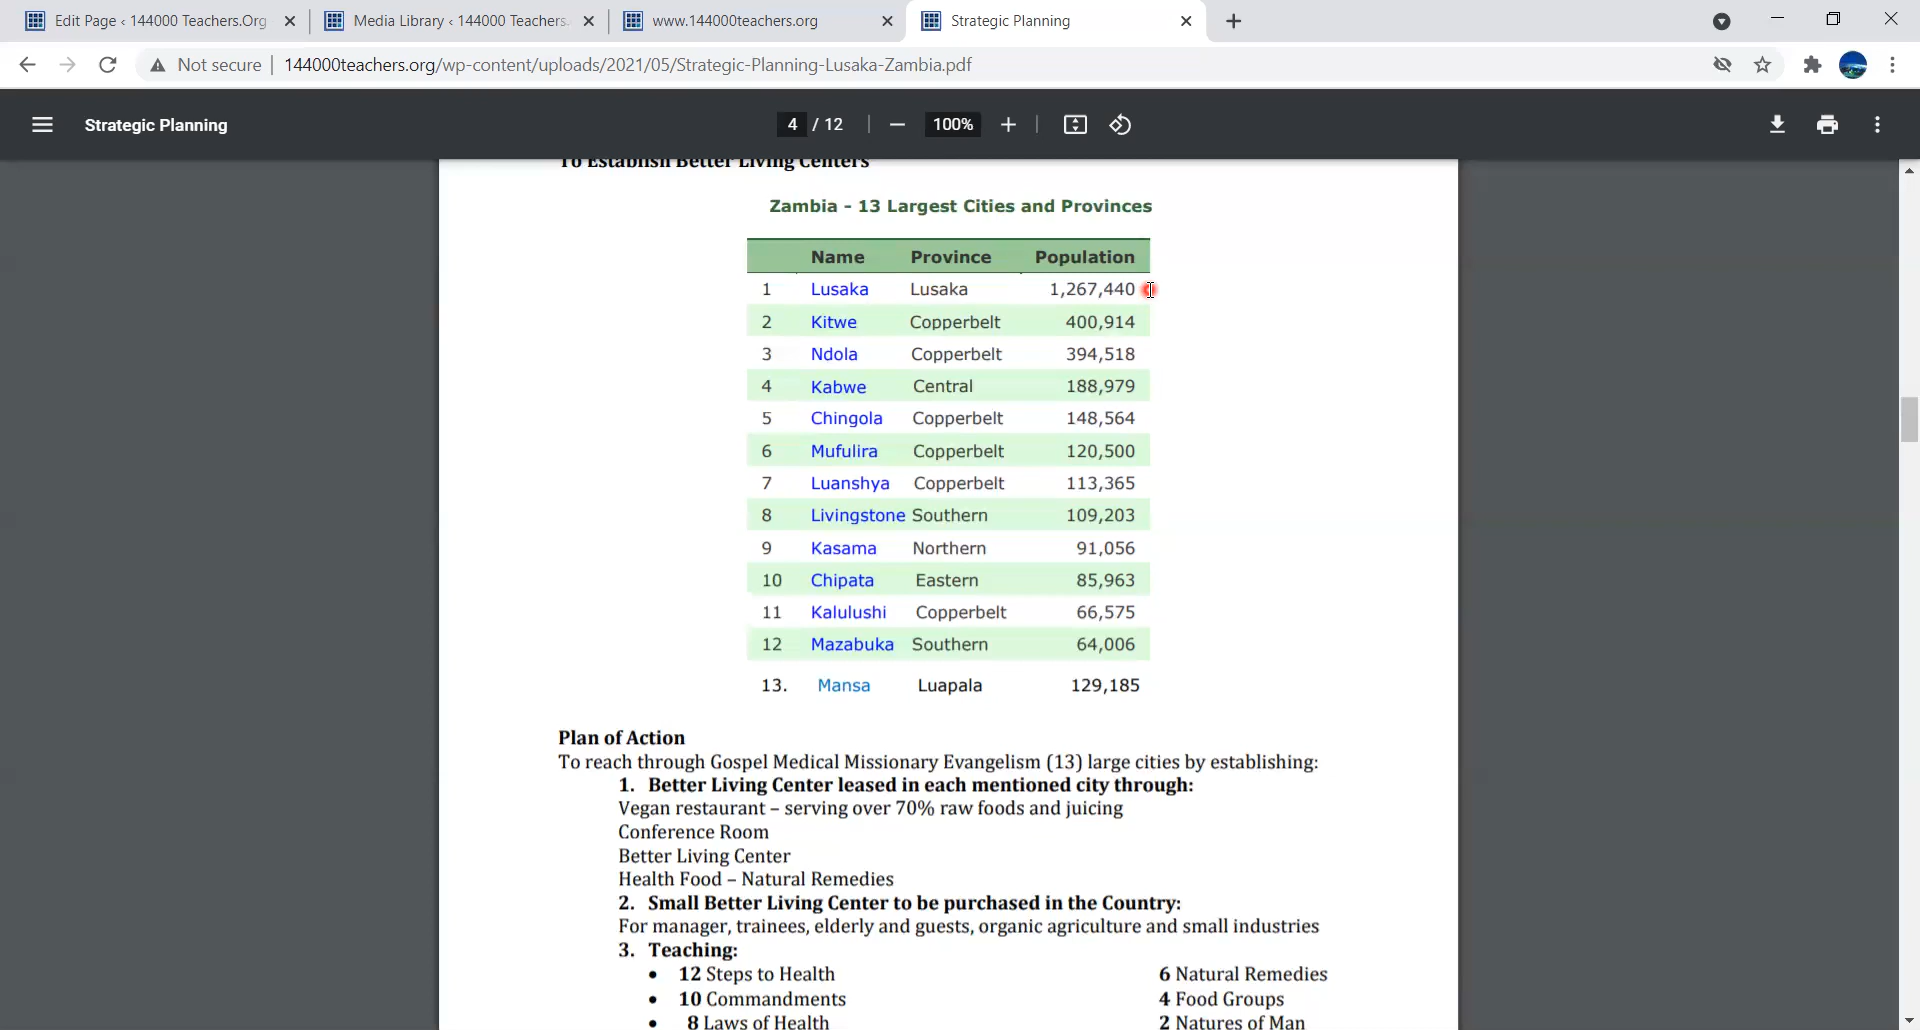 Edit Page ‹ 144000 Teachers.Org
Media Library ‹ 144000 Teachers.
www.144000teachers.org
Strategic Planning
Not secure
144000teachers.org/wp-content/uploads/2021/05/Strategic-Planning-Lusaka-Zambia.pdf
Strategic Planning
4 / 12
100%
To Establish Better Living Centers
Zambia - 13 Largest Cities and Provinces
Name Province Population
1 Lusaka Lusaka 1,267,440
2 Kitwe Copperbelt 400,914
3 Ndola Copperbelt 394,518
4 Kabwe Central 188,979
5 Chingola Copperbelt 148,564
6 Mufulira Copperbelt 120,500
7 Luanshya Copperbelt 113,365
8 Livingstone Southern 109,203
9 Kasama Northern 91,056
10 Chipata Eastern 85,963
11 Kalulushi Copperbelt 66,575
12 Mazabuka Southern 64,006
13. Mansa Luapala 129,185
Plan of Action
To reach through Gospel Medical Missionary Evangelism (13) large cities by establishing:
1. Better Living Center leased in each mentioned city through:
Vegan restaurant – serving over 70% raw foods and juicing
Conference Room
Better Living Center
Health Food – Natural Remedies
2. Small Better Living Center to be purchased in the Country:
For manager, trainees, elderly and guests, organic agriculture and small industries
3. Teaching:
• 12 Steps to Health 6 Natural Remedies
• 10 Commandments 4 Food Groups
• 8 Laws of Health 2 Natures of Man